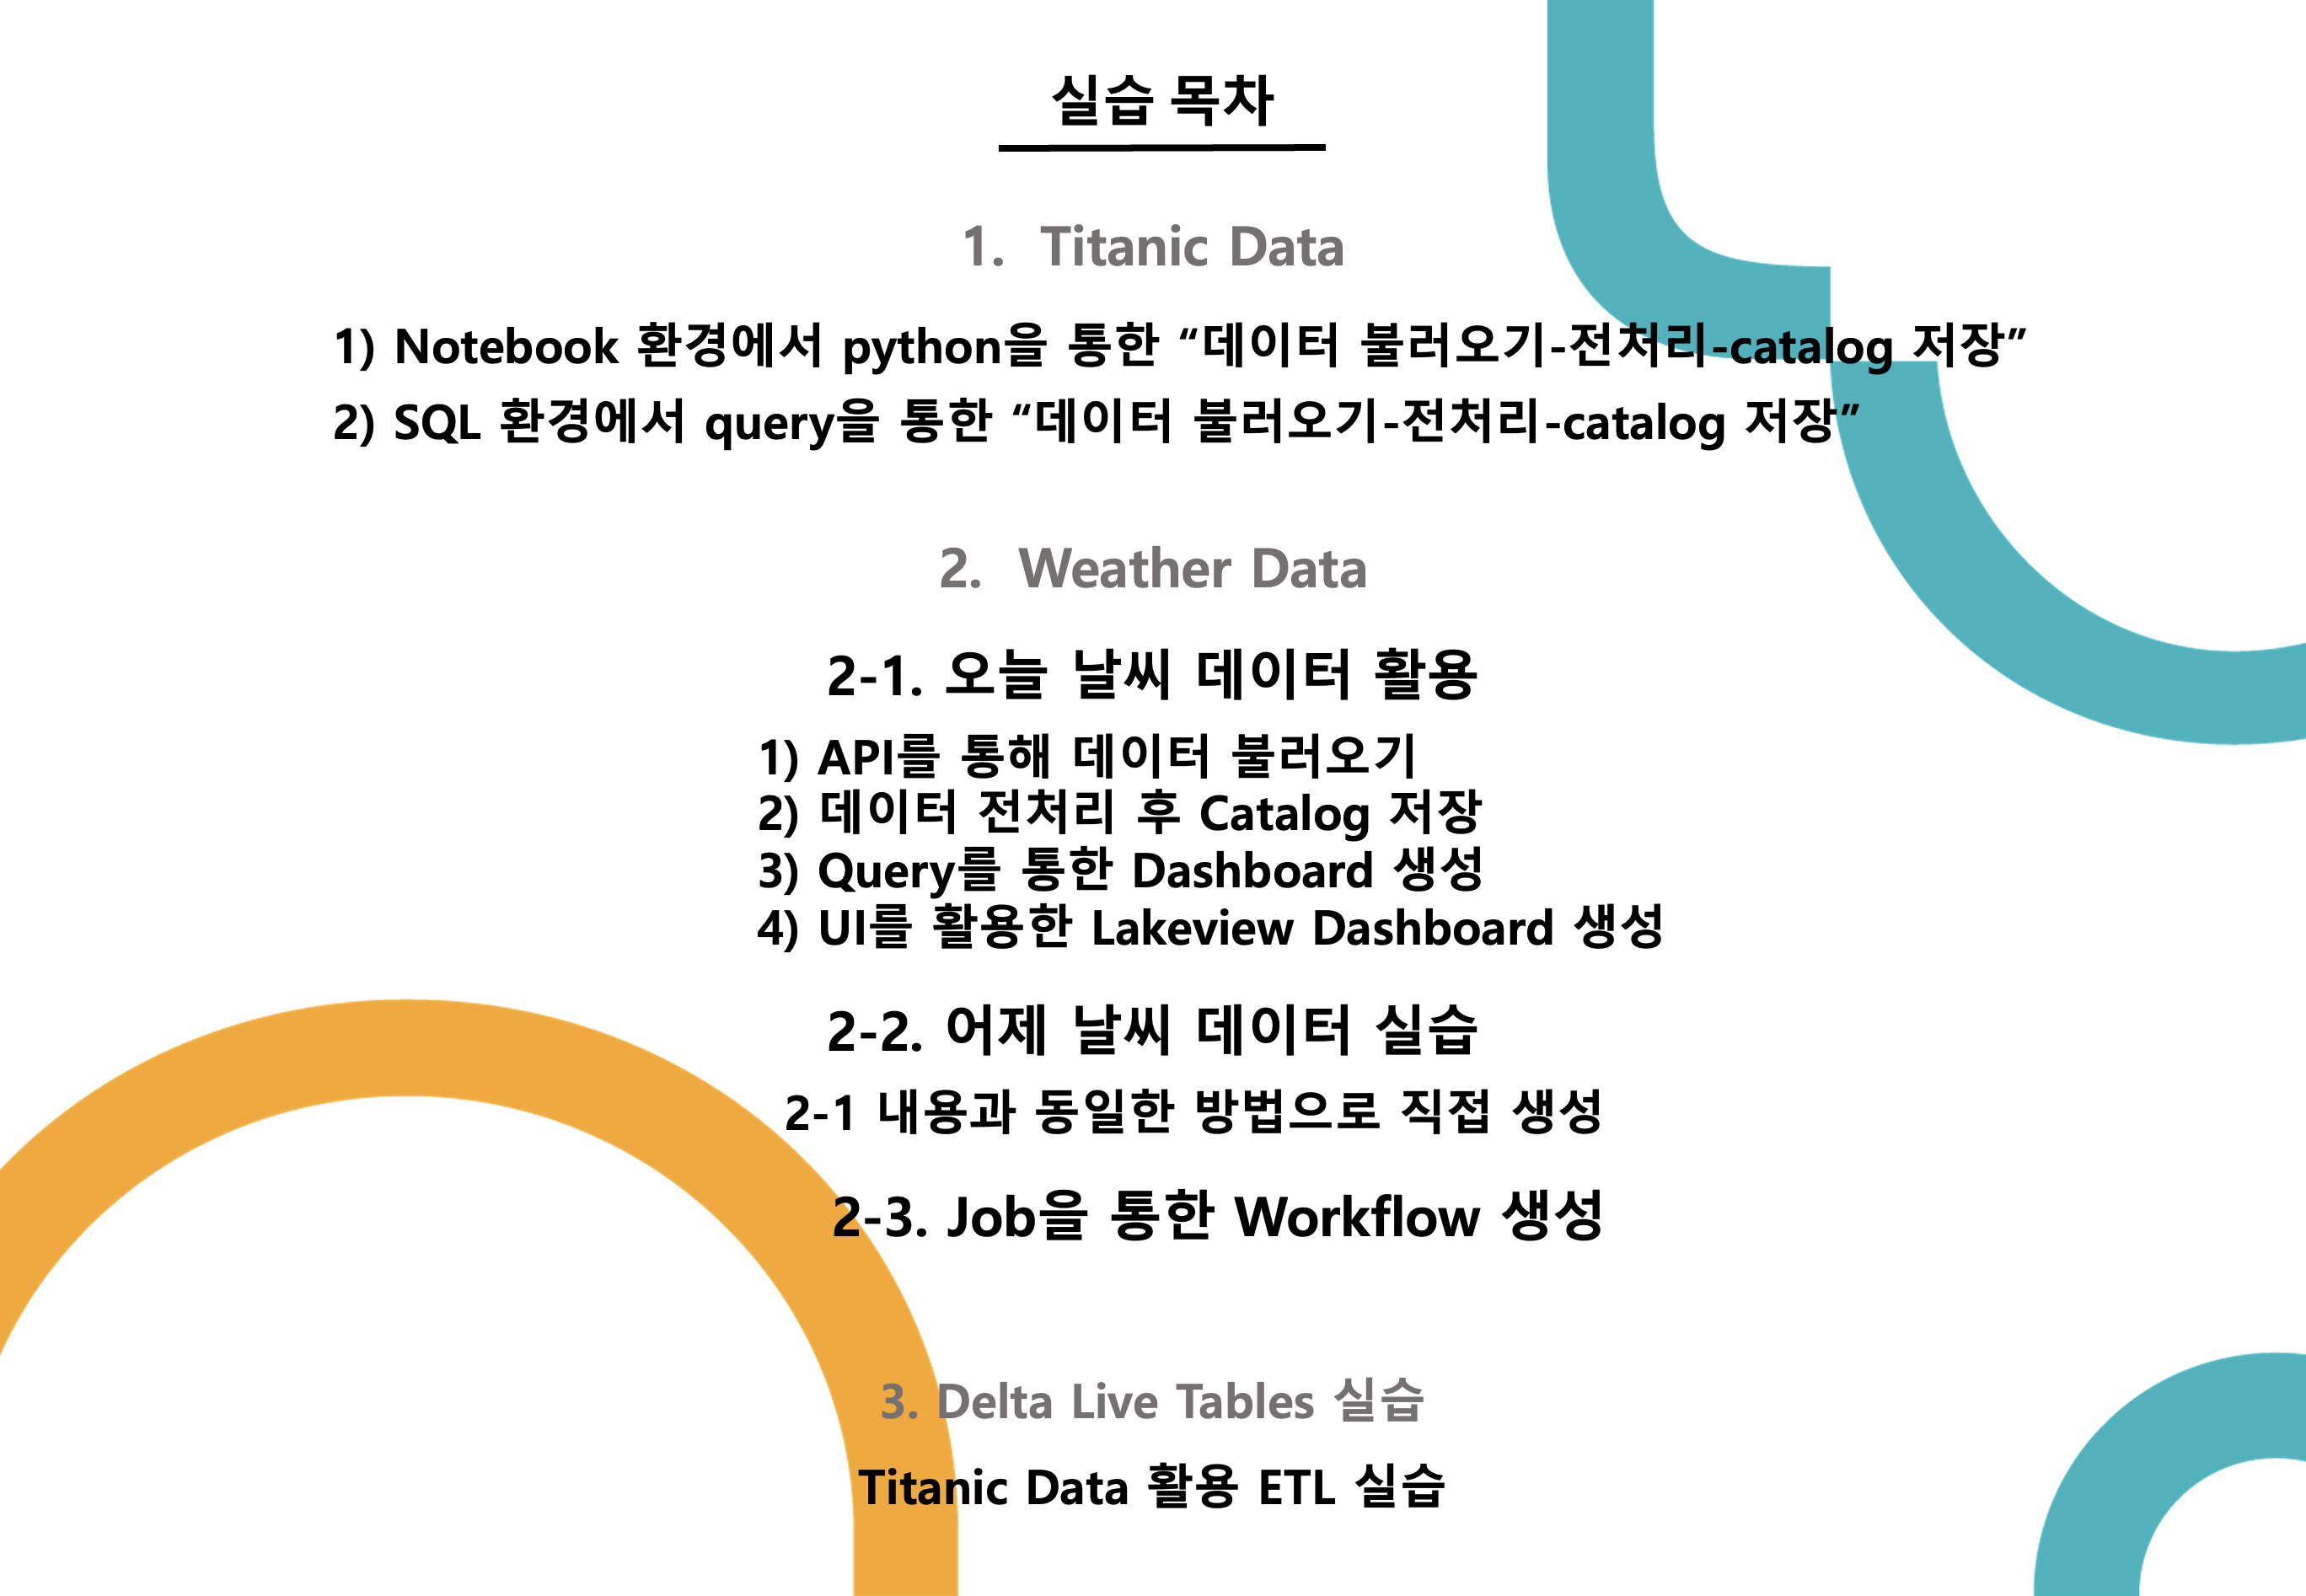 실습 목차
1. Titanic Data
1) Notebook 환경에서 python을 통한 “데이터 불러오기-전처리-catalog 저장”
2) SQL 환경에서 query을 통한 “데이터 불러오기-전처리-catalog 저장”
2. Weather Data
2-1. 오늘 날씨 데이터 활용
1) API를 통해 데이터 불러오기
2) 데이터 전처리 후 Catalog 저장
3) Query를 통한 Dashboard 생성
4) UI를 활용한 Lakeview Dashboard 생성
2-2. 어제 날씨 데이터 실습
2-1 내용과 동일한 방법으로 직접 생성
2-3. Job을 통한 Workflow 생성
3. Delta Live Tables 실습
Titanic Data 활용 ETL 실습